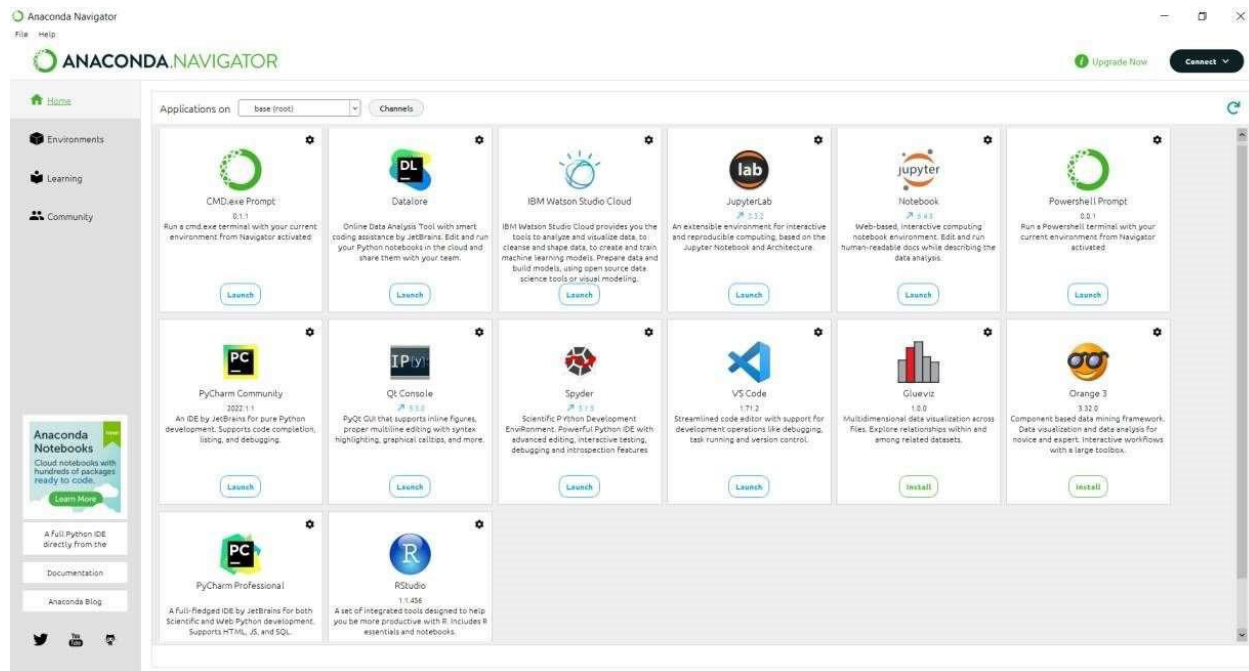 Anaconda Navigator
File Help
ANACONDA.NAVIGATOR
Upgrade Now
Connect
Home
Environments
Learning
Community
Applications on base (root) Channels
DL
lab
jupyter
CMD.exe Prompt
0.1.1
Run a cmd.exe terminal with your current
environment from Navigator activated
Launch
Datalore
Online Data Analysis Tool with smart
coding assistance by JetBrains. Edit and run
your Python notebooks in the cloud and
share them with your team.
Launch
IBM Watson Studio Cloud
IBM Watson Studio Cloud provides you the
tools to analyze and visualize data, to
cleanse and shape data, to create and train
machine learning models. Prepare data and
build models, using open source data
science tools or visual modeling.
Launch
JupyterLab
An extensible environment for interactive
and reproducible computing, based on the
Jupyter Notebook and Architecture.
Launch
Notebook
Web-based, interactive computing
notebook environment. Edit and run
human-readable docs while describing the
data analysis.
Launch
Powershell Prompt
0.0.1
Run a Powershell terminal with your
current environment from Navigator
activated
Launch
PC
PyCharm Community
2022.1.1
An IDE by JetBrains for pure Python
development. Supports code completion,
listing, and debugging.
Launch
IP[y]:
Qt Console
PyQt GUI that supports inline figures,
proper multiline editing with syntax
highlighting, graphical calltips, and more.
Launch
Spyder
Scientific PYthon Development
EnviRonment. Powerful Python IDE with
advanced editing, interactive testing,
debugging and introspection features
Launch
VS Code
1.71.2
Streamlined code editor with support for
development operations like debugging,
task running and version control.
Launch
Glueviz
1.0.0
Multidimensional data visualization across
files. Explore relationships within and
among related datasets.
Install
Orange 3
3.32.0
Component based data mining framework.
Data visualization and data analysis for
novice and expert. Interactive workflows
with a large toolbox.
Install
PC
PyCharm Professional
A full-fledged IDE by JetBrains for both
Scientific and Web Python development.
Supports HTML, JS, and SQL.
R
RStudio
1.1.456
A set of integrated tools designed to help
you be more productive with R. Includes R
essentials and notebooks.
Anaconda
Notebooks
Cloud notebooks with
hundreds of packages
ready to code.
Learn More
A full Python IDE
directly from the
Documentation
Anaconda Blog
You
Tube